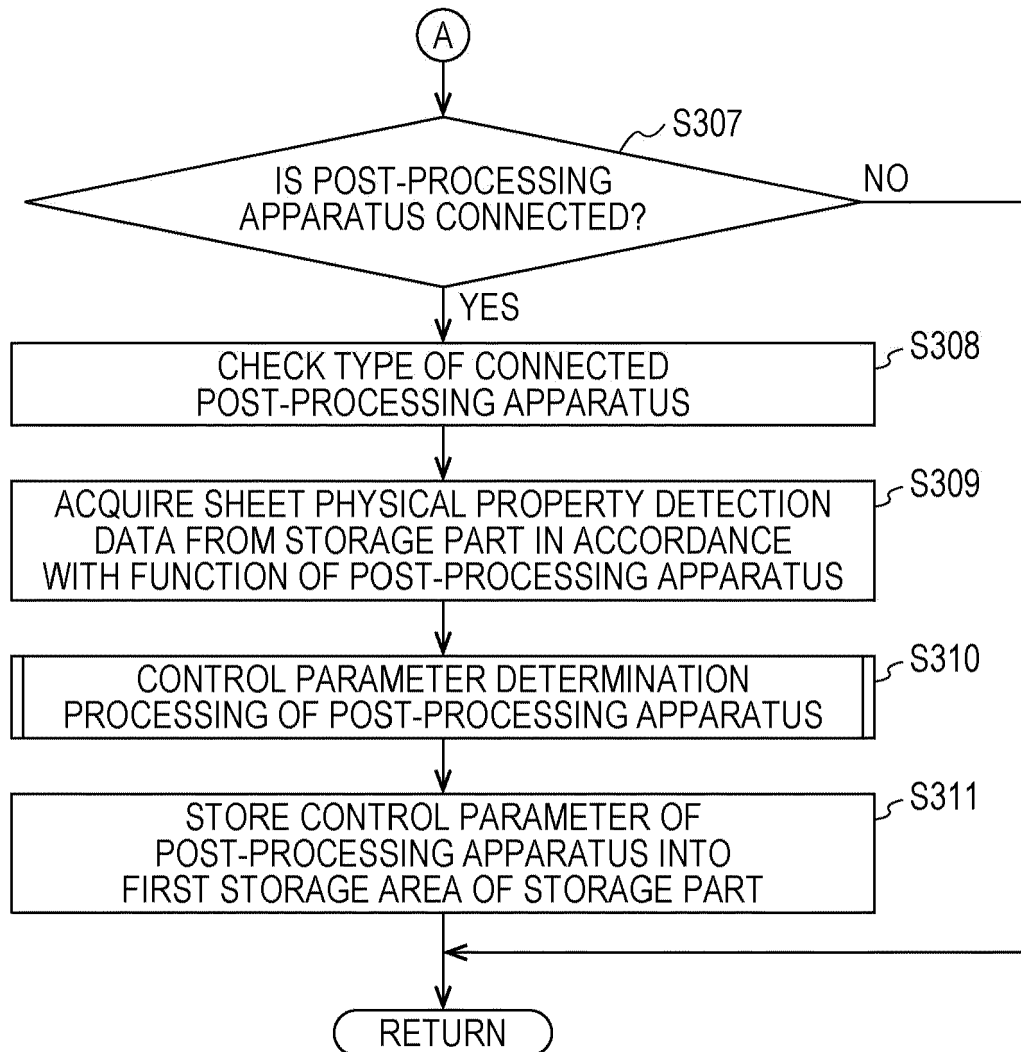 A
S307
IS POST-PROCESSING
APPARATUS CONNECTED?
NO
YES
S308
CHECK TYPE OF CONNECTED
POST-PROCESSING APPARATUS
S309
ACQUIRE SHEET PHYSICAL PROPERTY DETECTION
DATA FROM STORAGE PART IN ACCORDANCE
WITH FUNCTION OF POST-PROCESSING APPARATUS
S310
CONTROL PARAMETER DETERMINATION
PROCESSING OF POST-PROCESSING APPARATUS
S311
STORE CONTROL PARAMETER OF
POST-PROCESSING APPARATUS INTO
FIRST STORAGE AREA OF STORAGE PART
RETURN